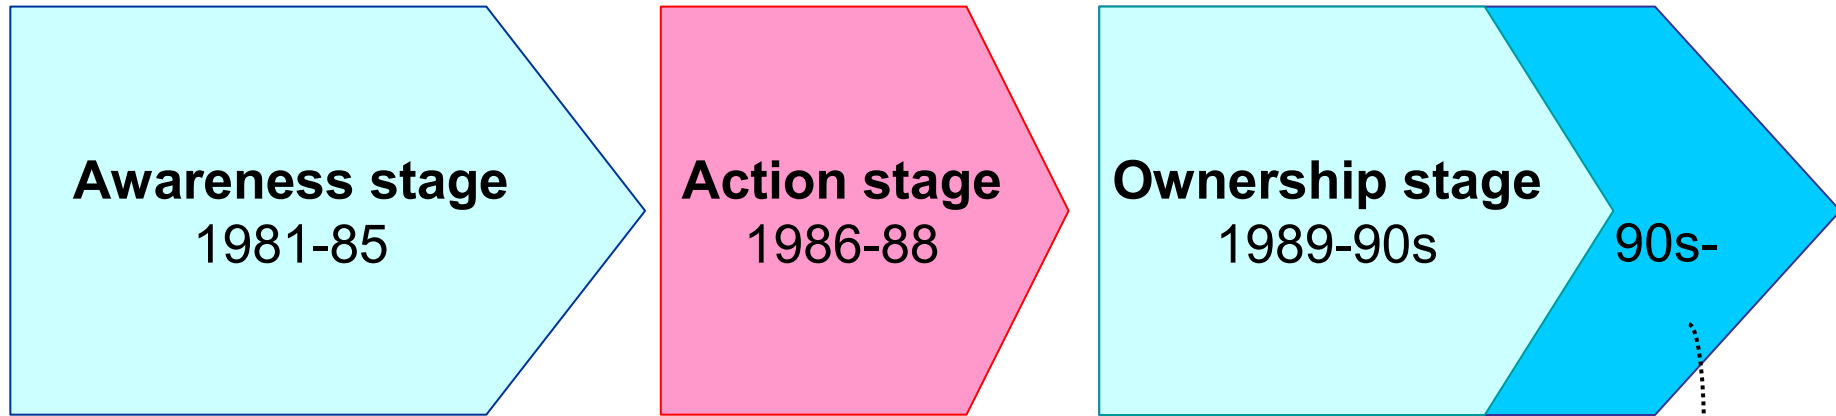 Awareness stage
1981-85
Action stage
1986-88
Ownership stage
1989-90s
90s-